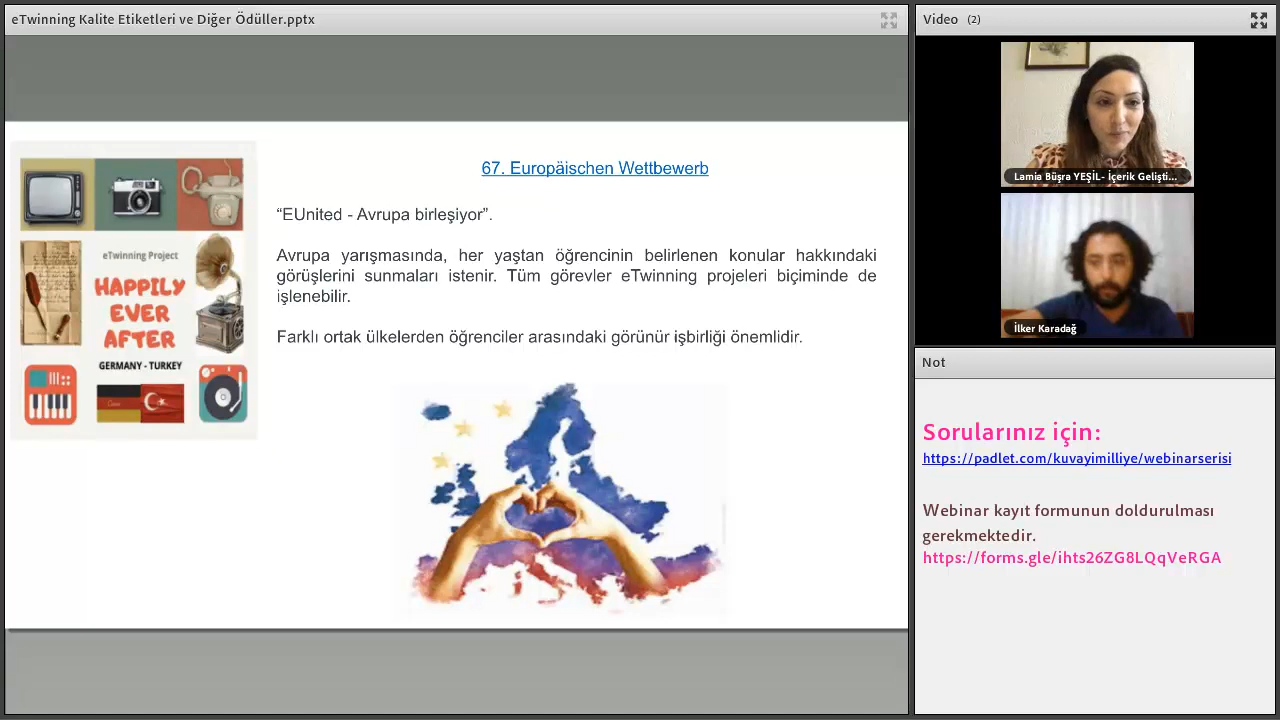 eTwinning Kalite Etiketleri ve Diğer Ödüller.pptx
67. Europäischen Wettbewerb
“EUnited - Avrupa birleşiyor”.
Avrupa yarışmasında, her yaştan öğrencinin belirlenen konular hakkındaki
görüşlerini sunmaları istenir. Tüm görevler eTwinning projeleri biçiminde de
işlenebilir.
Farklı ortak ülkelerden öğrenciler arasındaki görünür işbirliği önemlidir.
eTwinning Project
HAPPILY
EVER
AFTER
GERMANY - TURKEY
Video (2)
Lamia Büşra YEŞİL- İçerik Gelişti...
İlker Karadağ
Not
Sorularınız için:
https://padlet.com/kuvayimilliye/webinarserisi
Webinar kayıt formunun doldurulması
gerekmektedir.
https://forms.gle/ihts26ZG8LQqVeRGA